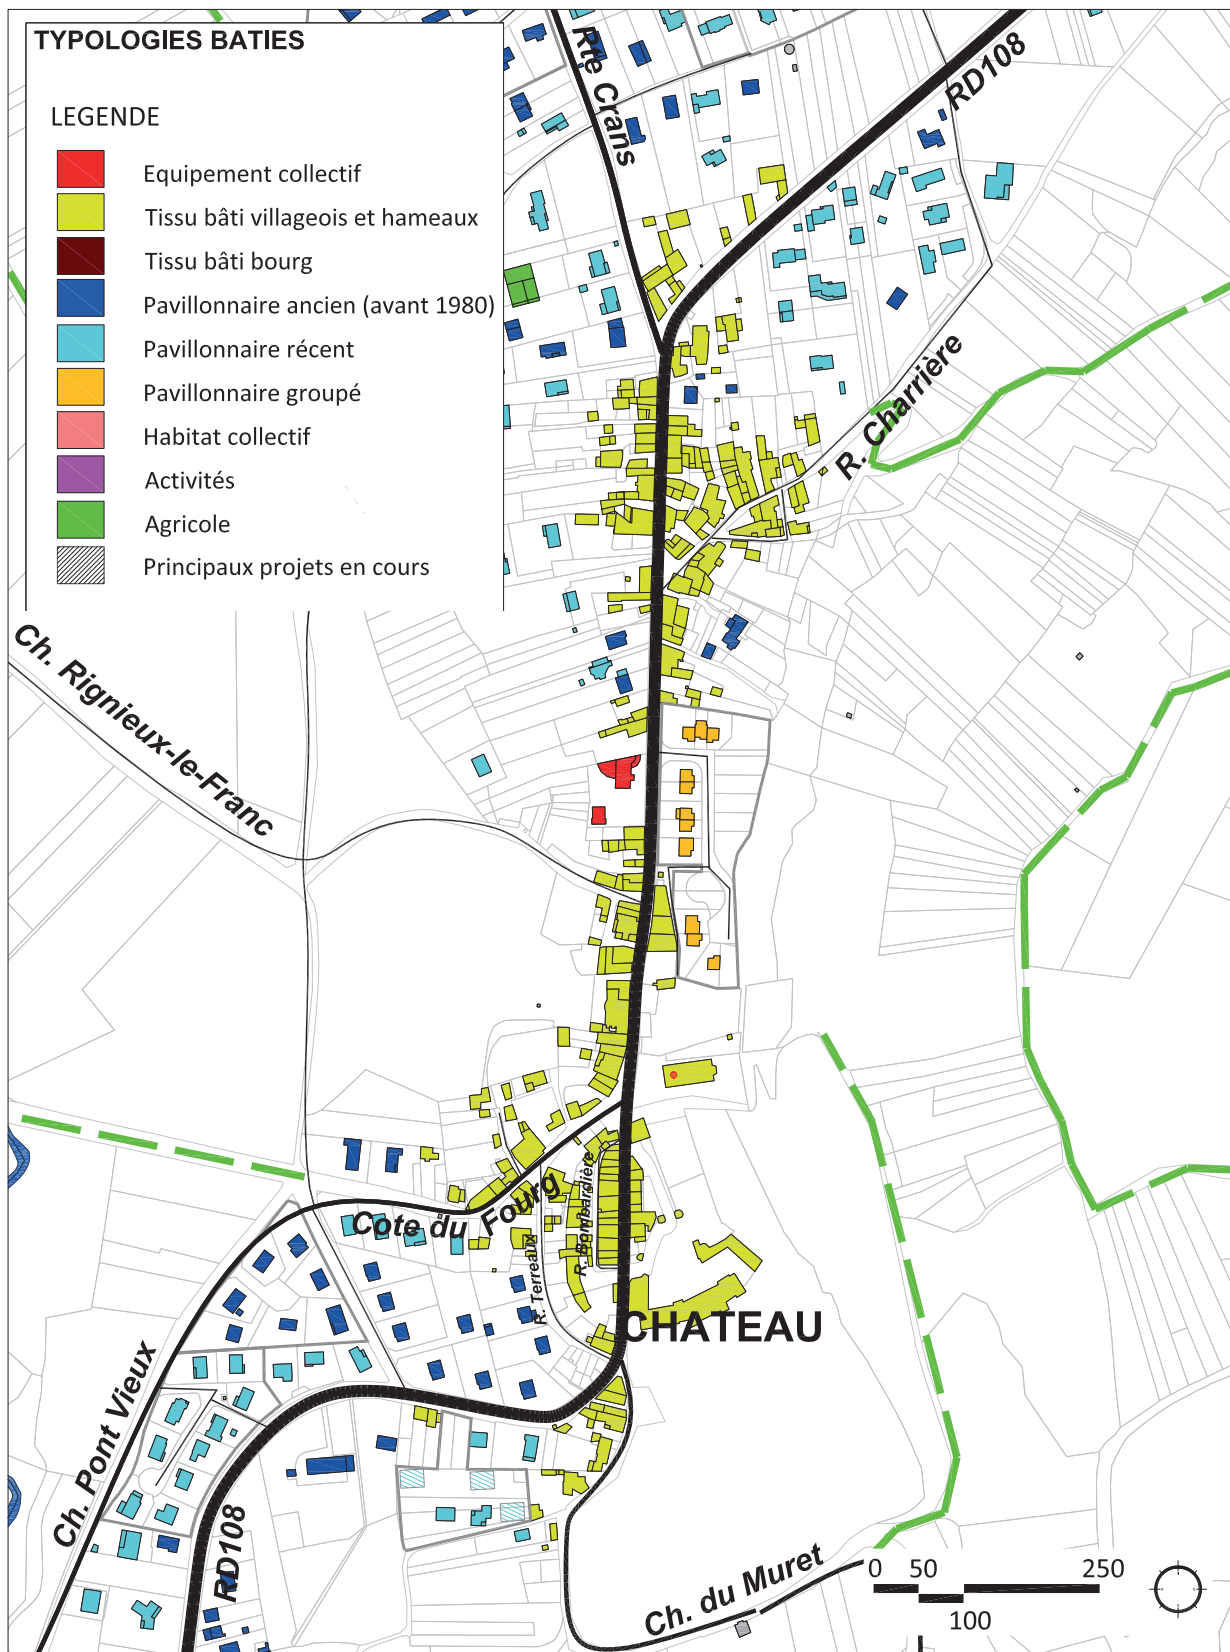 TYPOLOGIES BATIES
LEGENDE
Equipement collectif
Tissu bâti villageois et hameaux
Tissu bâti bourg
Pavillonnaire ancien (avant 1980)
Pavillonnaire récent
Pavillonnaire groupé
Habitat collectif
Activités
Agricole
Principaux projets en cours
Rte Crans
RD108
R. Charrière
Ch. Rignieux-le-Franc
Cote du Fourg
R. Bombardière
R. Terreaux
CHATEAU
Ch. Pont Vieux
RD108
Ch. du Muret
0 50 250
100